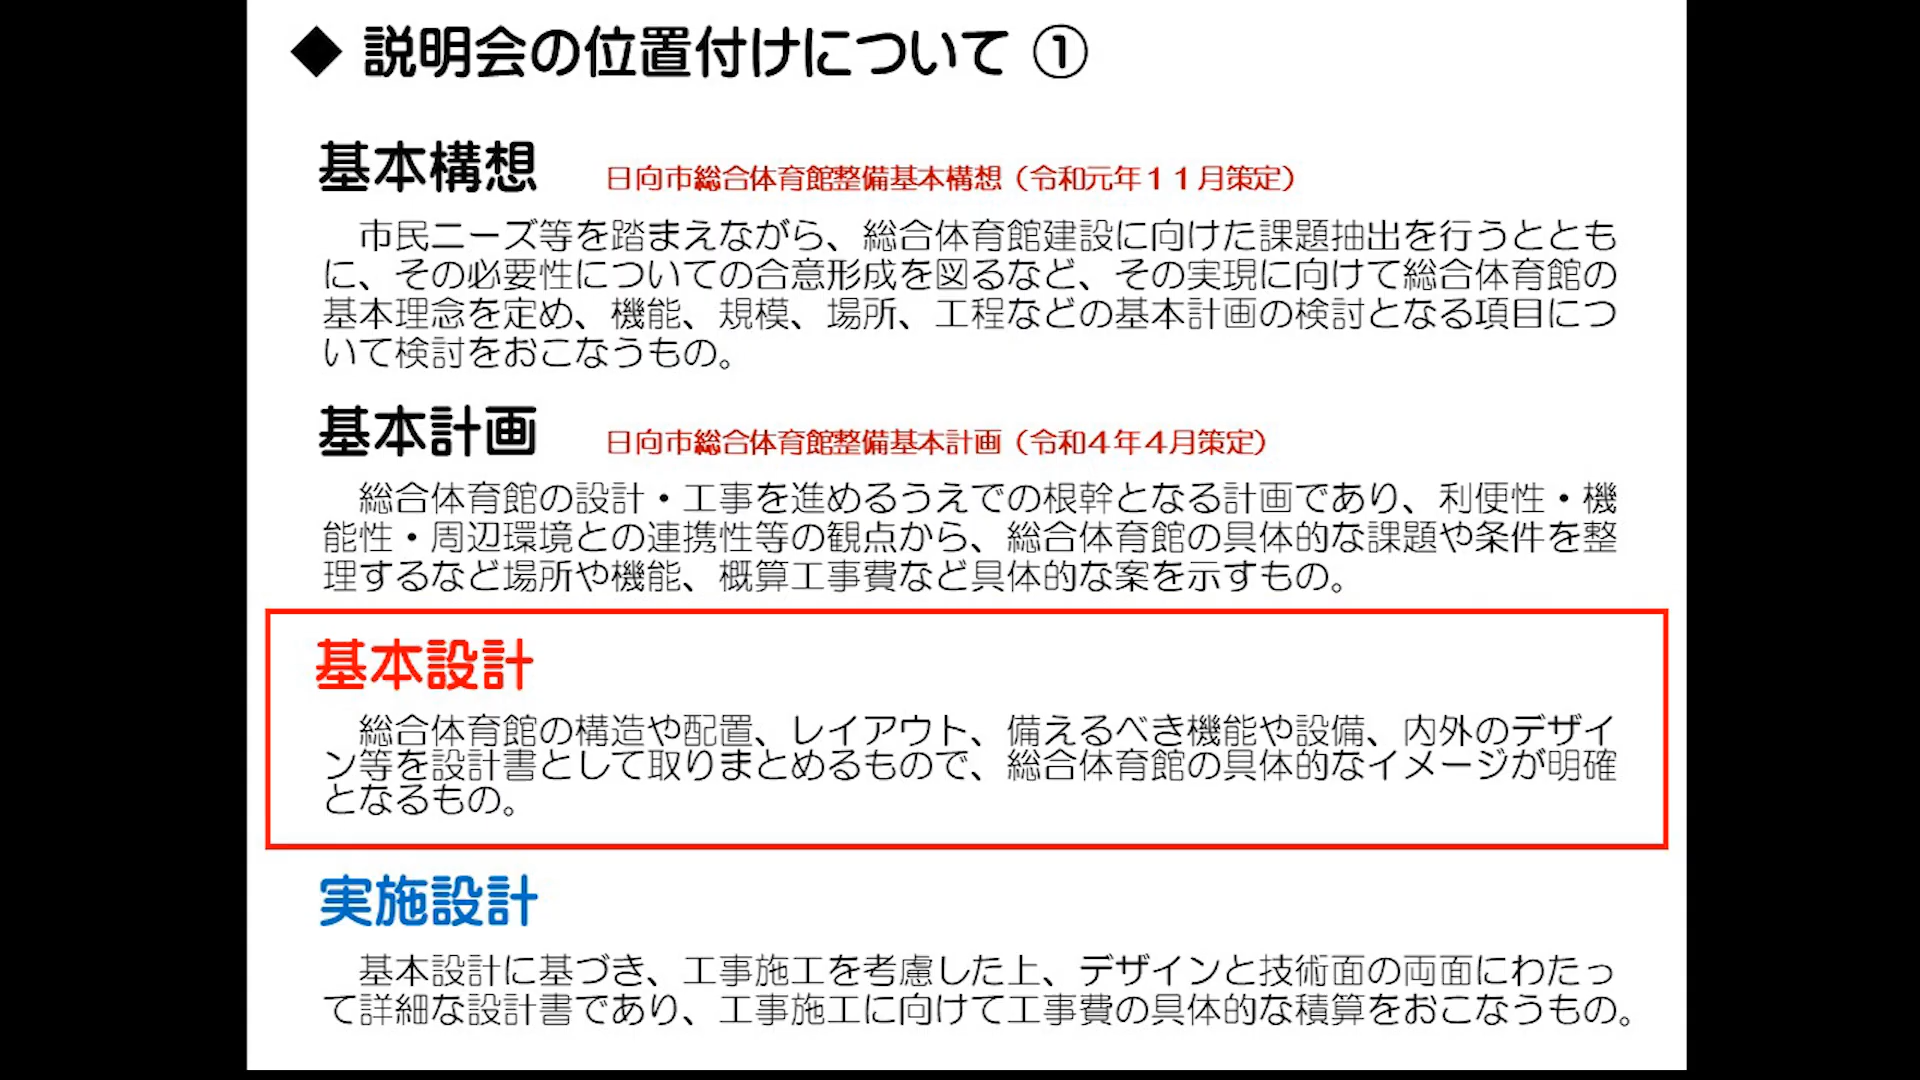 ◆ 説明会の位置付けについて ①
基本構想 日向市総合体育館整備基本構想（令和元年１１月策定）
市民ニーズ等を踏まえながら、総合体育館建設に向けた課題抽出を行うととも
に、その必要性についての合意形成を図るなど、その実現に向けて総合体育館の
基本理念を定め、機能、規模、場所、工程などの基本計画の検討となる項目につ
いて検討をおこなうもの。
基本計画 日向市総合体育館整備基本計画（令和４年４月策定）
総合体育館の設計・工事を進めるうえでの根幹となる計画であり、利便性・機
能性・周辺環境との連携性等の観点から、総合体育館の具体的な課題や条件を整
理するなど場所や機能、概算工事費など具体的な案を示すもの。
基本設計
総合体育館の構造や配置、レイアウト、備えるべき機能や設備、内外のデザイ
ン等を設計書として取りまとめるもので、総合体育館の具体的なイメージが明確
となるもの。
実施設計
基本設計に基づき、工事施工を考慮した上、デザインと技術面の両面にわたっ
て詳細な設計書であり、工事施工に向けて工事費の具体的な積算をおこなうもの。